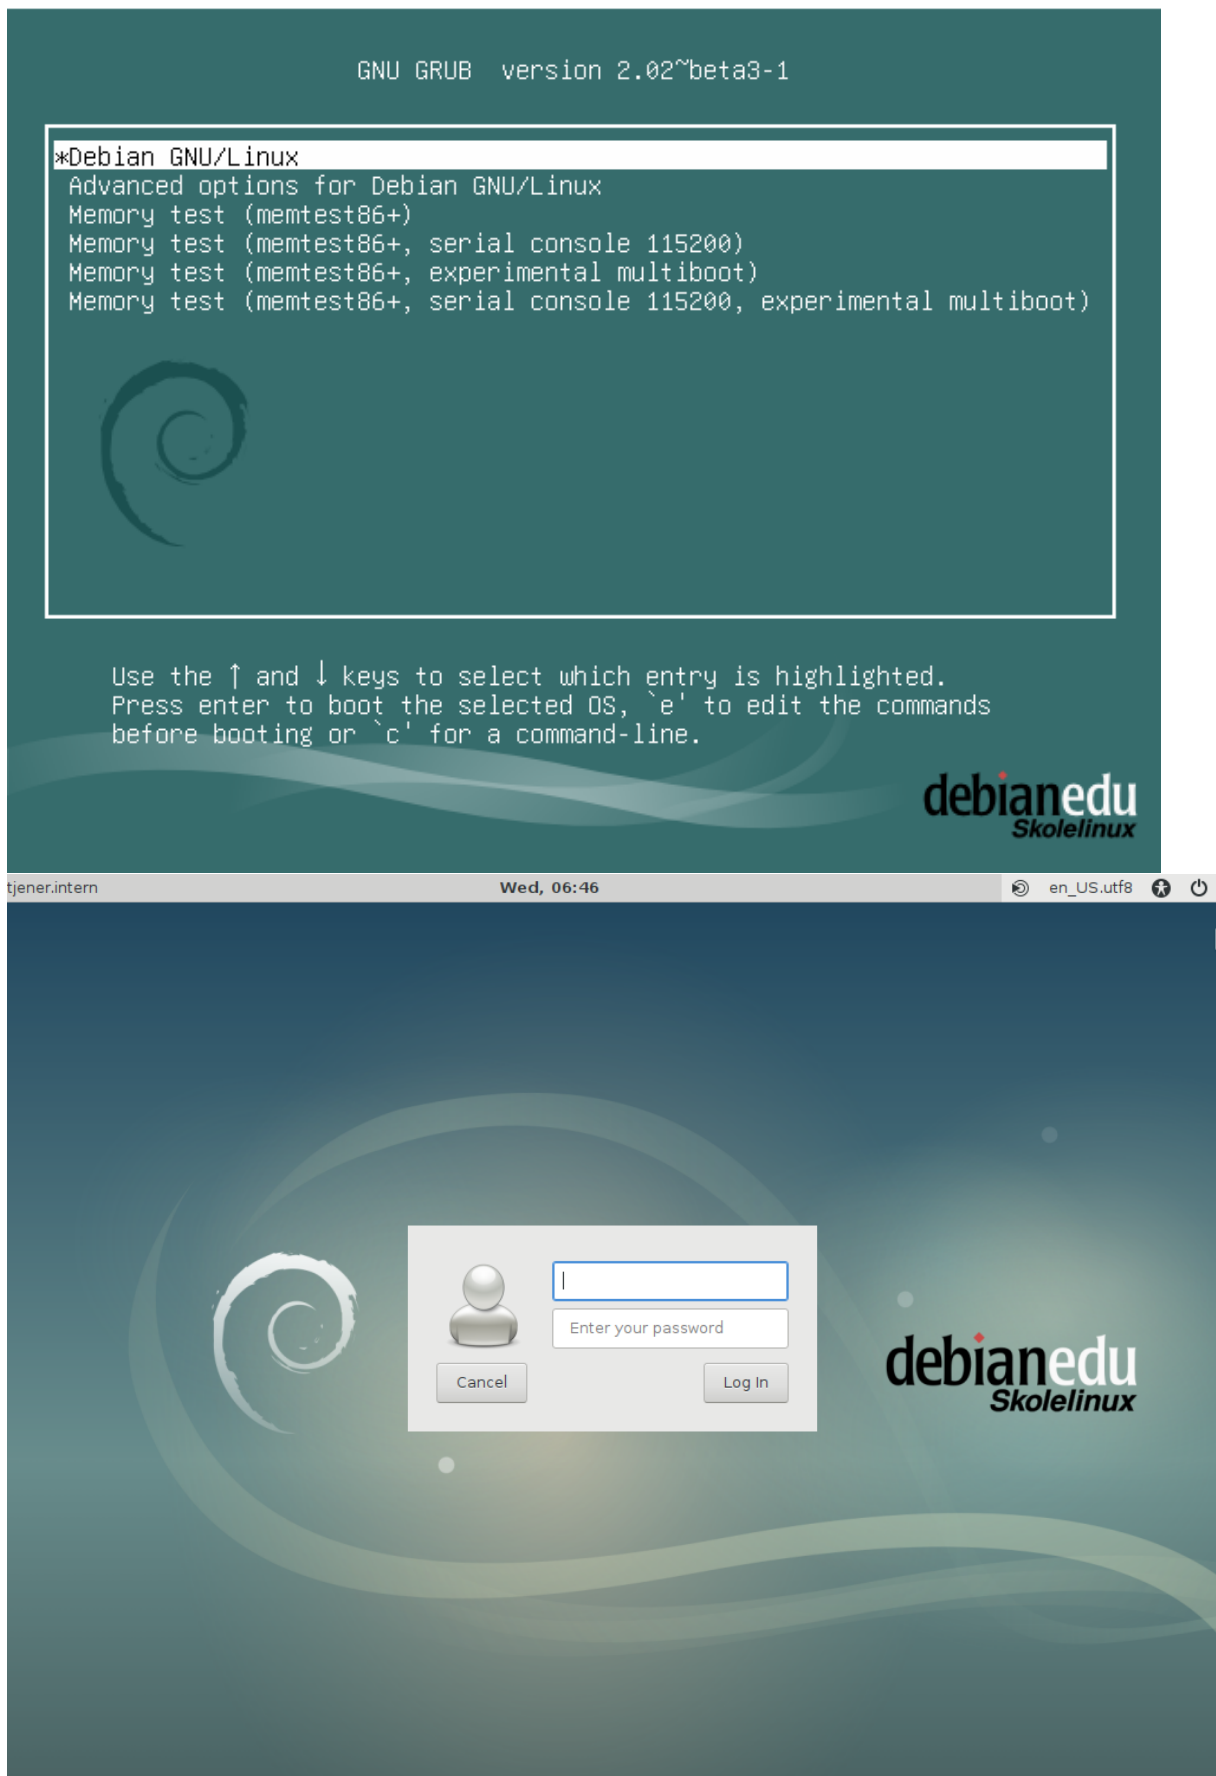 GNU GRUB  version 2.02~beta3-1
*Debian GNU/Linux
Advanced options for Debian GNU/Linux
Memory test (memtest86+)
Memory test (memtest86+, serial console 115200)
Memory test (memtest86+, experimental multiboot)
Memory test (memtest86+, serial console 115200, experimental multiboot)
Use the ↑ and ↓ keys to select which entry is highlighted.
Press enter to boot the selected OS, `e' to edit the commands
before booting or `c' for a command-line.
debianedu
Skolelinux
tjener.intern Wed, 06:46 en_US.utf8
Enter your password
Cancel Log In
debianedu
Skolelinux